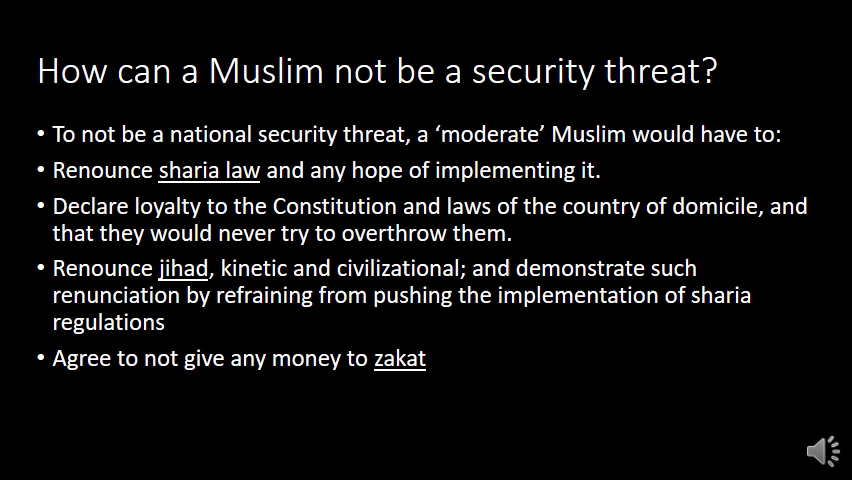 How can a Muslim not be a security threat?
• To not be a national security threat, a ‘moderate’ Muslim would have to:
• Renounce sharia law and any hope of implementing it.
• Declare loyalty to the Constitution and laws of the country of domicile, and
that they would never try to overthrow them.
• Renounce jihad, kinetic and civilizational; and demonstrate such
renunciation by refraining from pushing the implementation of sharia
regulations
• Agree to not give any money to zakat